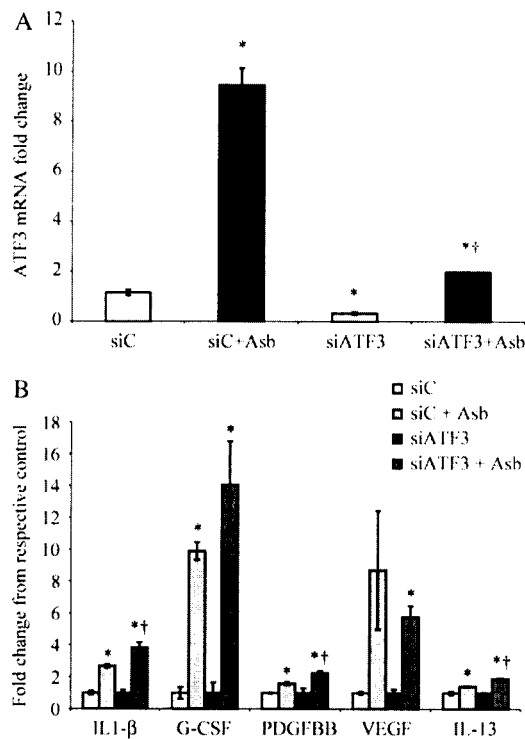 A
ATF3 mRNA fold change
12
10
8
6
4
2
0
*
*
*†
siC
siC+Asb
siATF3
siATF3+Asb
B
siC
siC + Asb
siATF3
siATF3 + Asb
Fold change from respective control
18
16
14
12
10
8
6
4
2
0
*
*†
*
*
*
*†
*
*
*†
IL1-β
G-CSF
PDGFBB
VEGF
IL-13